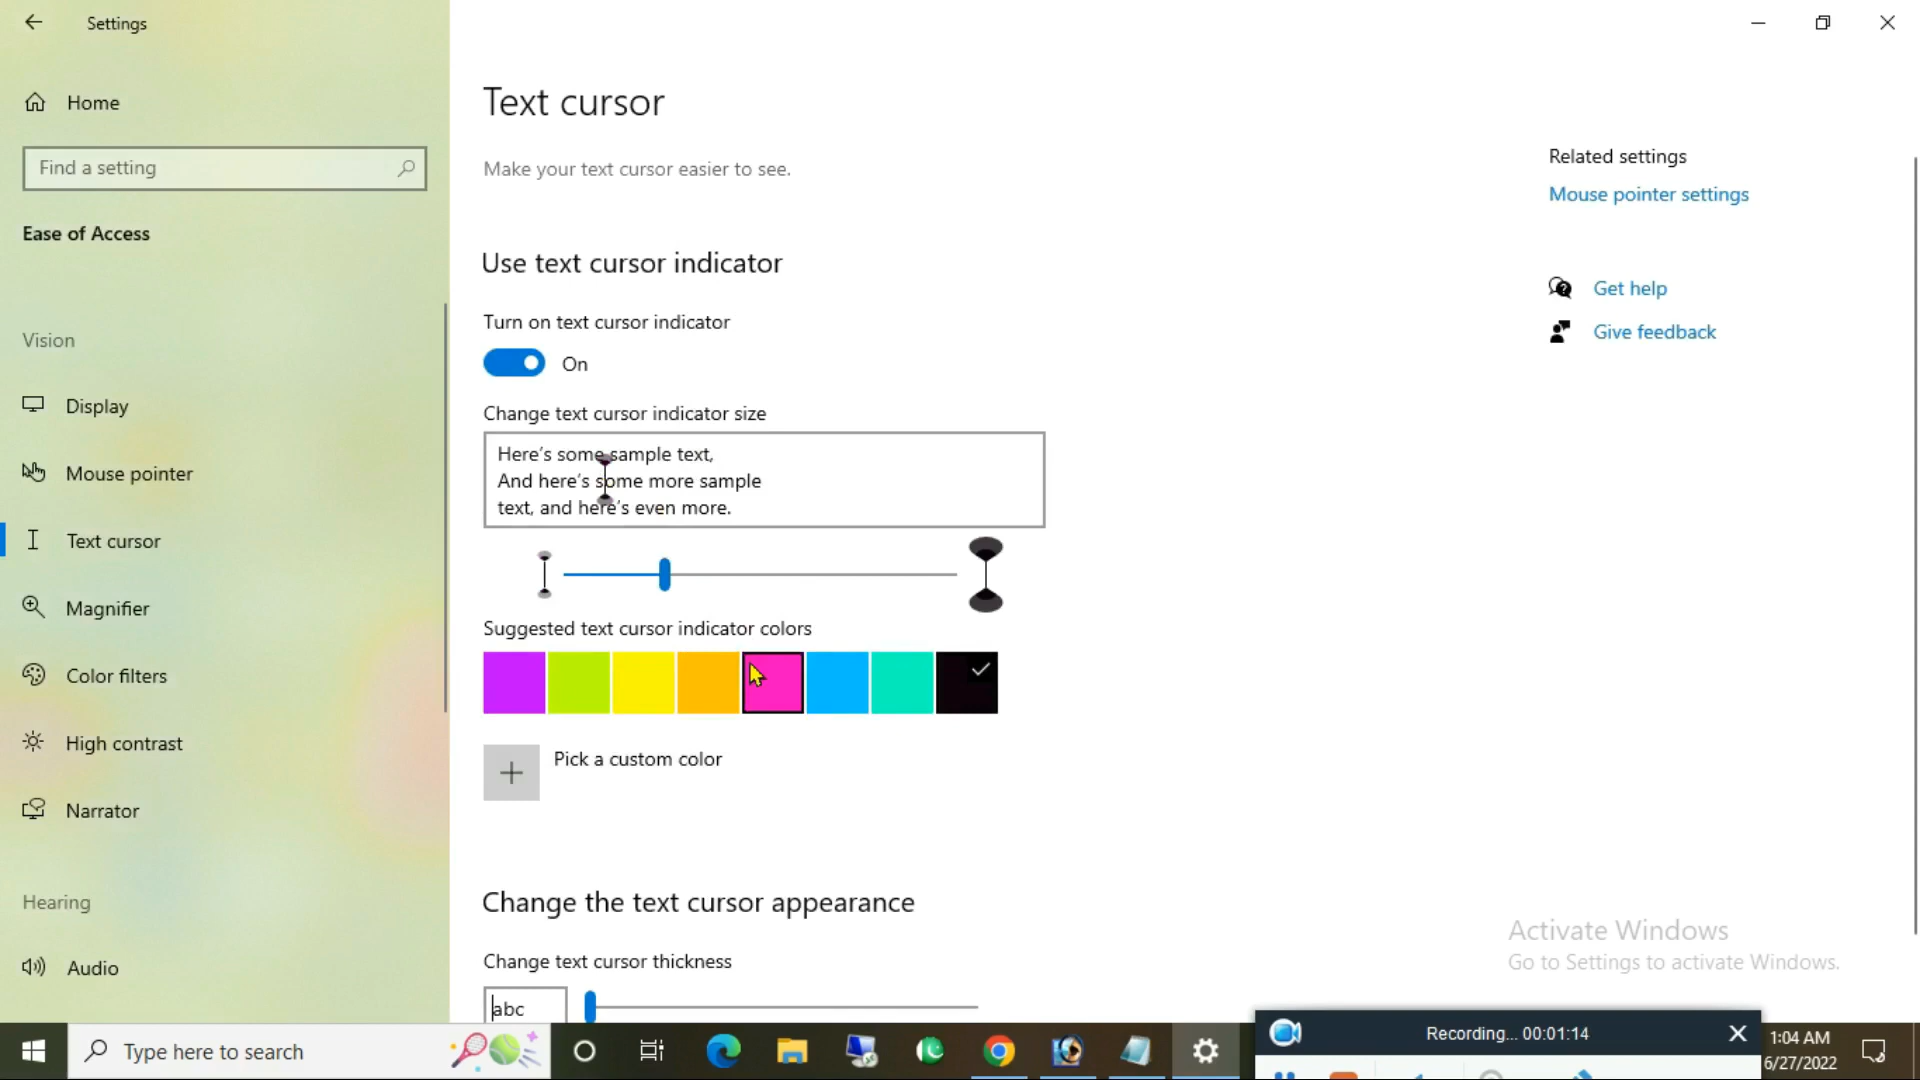 Settings
Home
Find a setting
Ease of Access
Vision
Display
Mouse pointer
Text cursor
Magnifier
Color filters
High contrast
Narrator
Hearing
Audio
Text cursor
Make your text cursor easier to see.
Use text cursor indicator
Turn on text cursor indicator
On
Change text cursor indicator size
Here's some sample text,
And here's some more sample
text, and here's even more.
Suggested text cursor indicator colors
Pick a custom color
Change the text cursor appearance
Change text cursor thickness
abc
Related settings
Mouse pointer settings
Get help
Give feedback
Activate Windows
Go to Settings to activate Windows.
Type here to search
Recording... 00:01:14
1:04 AM
6/27/2022